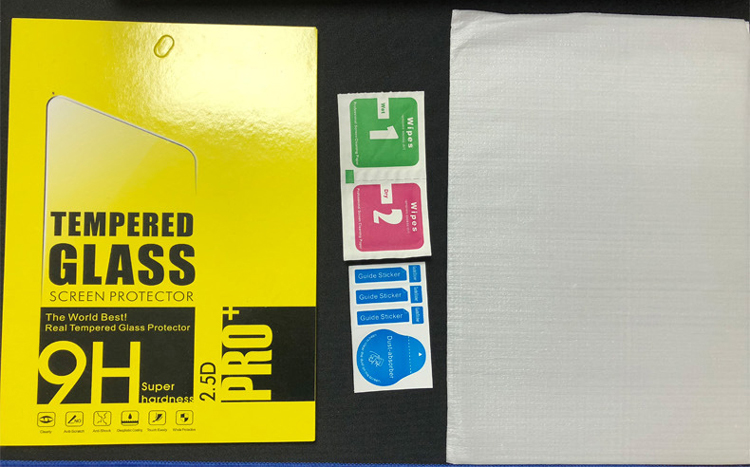 TEMPERED
GLASS
SCREEN PROTECTOR
The World Best!
Real Tempered Glass Protector
9H
Super
hardness
2.5D
PRO+
Wet
1
Wipes
Dry
2
Wipes
Guide Sticker
Guide Sticker
Guide Sticker
Dust-absorber